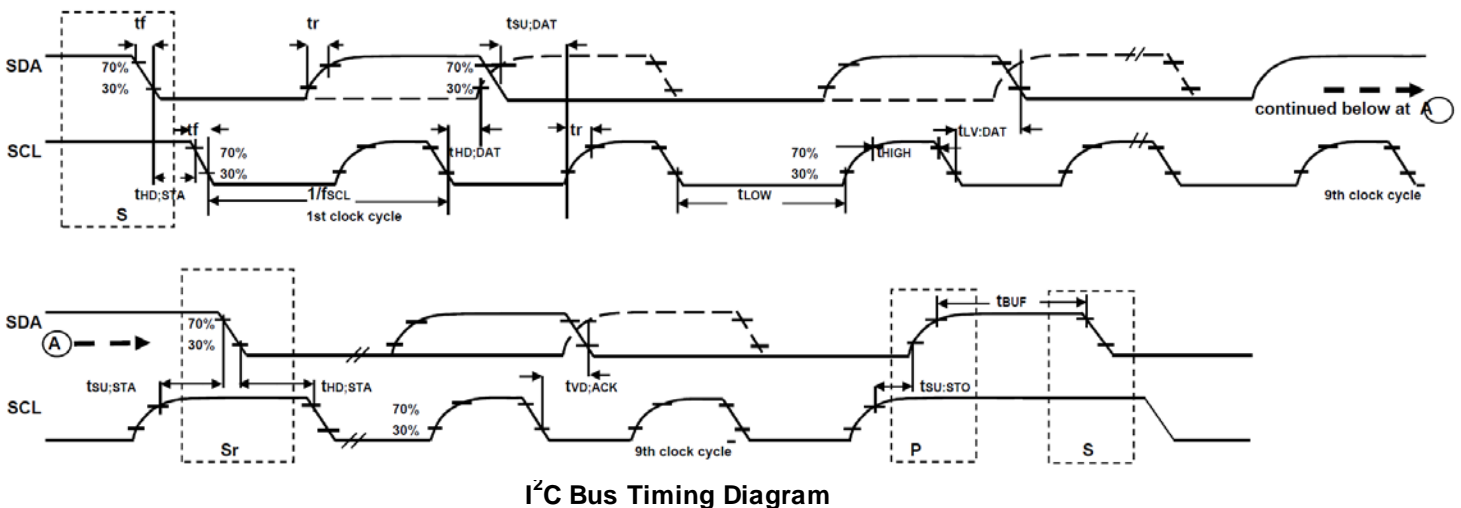 tf
tr
tSU;DAT
SDA
70%
30%
70%
30%
continued below at A
SCL
tf
70%
30%
tHD;DAT
tr
70%
30%
tHIGH
tLV:DAT
tHD;STA
1/fSCL
tLOW
S
1st clock cycle
9th clock cycle
SDA
A
70%
30%
tBUF
tSU;STA
tHD;STA
tVD;ACK
tSU:STO
SCL
70%
30%
Sr
9th clock cycle
P
S
I²C Bus Timing Diagram